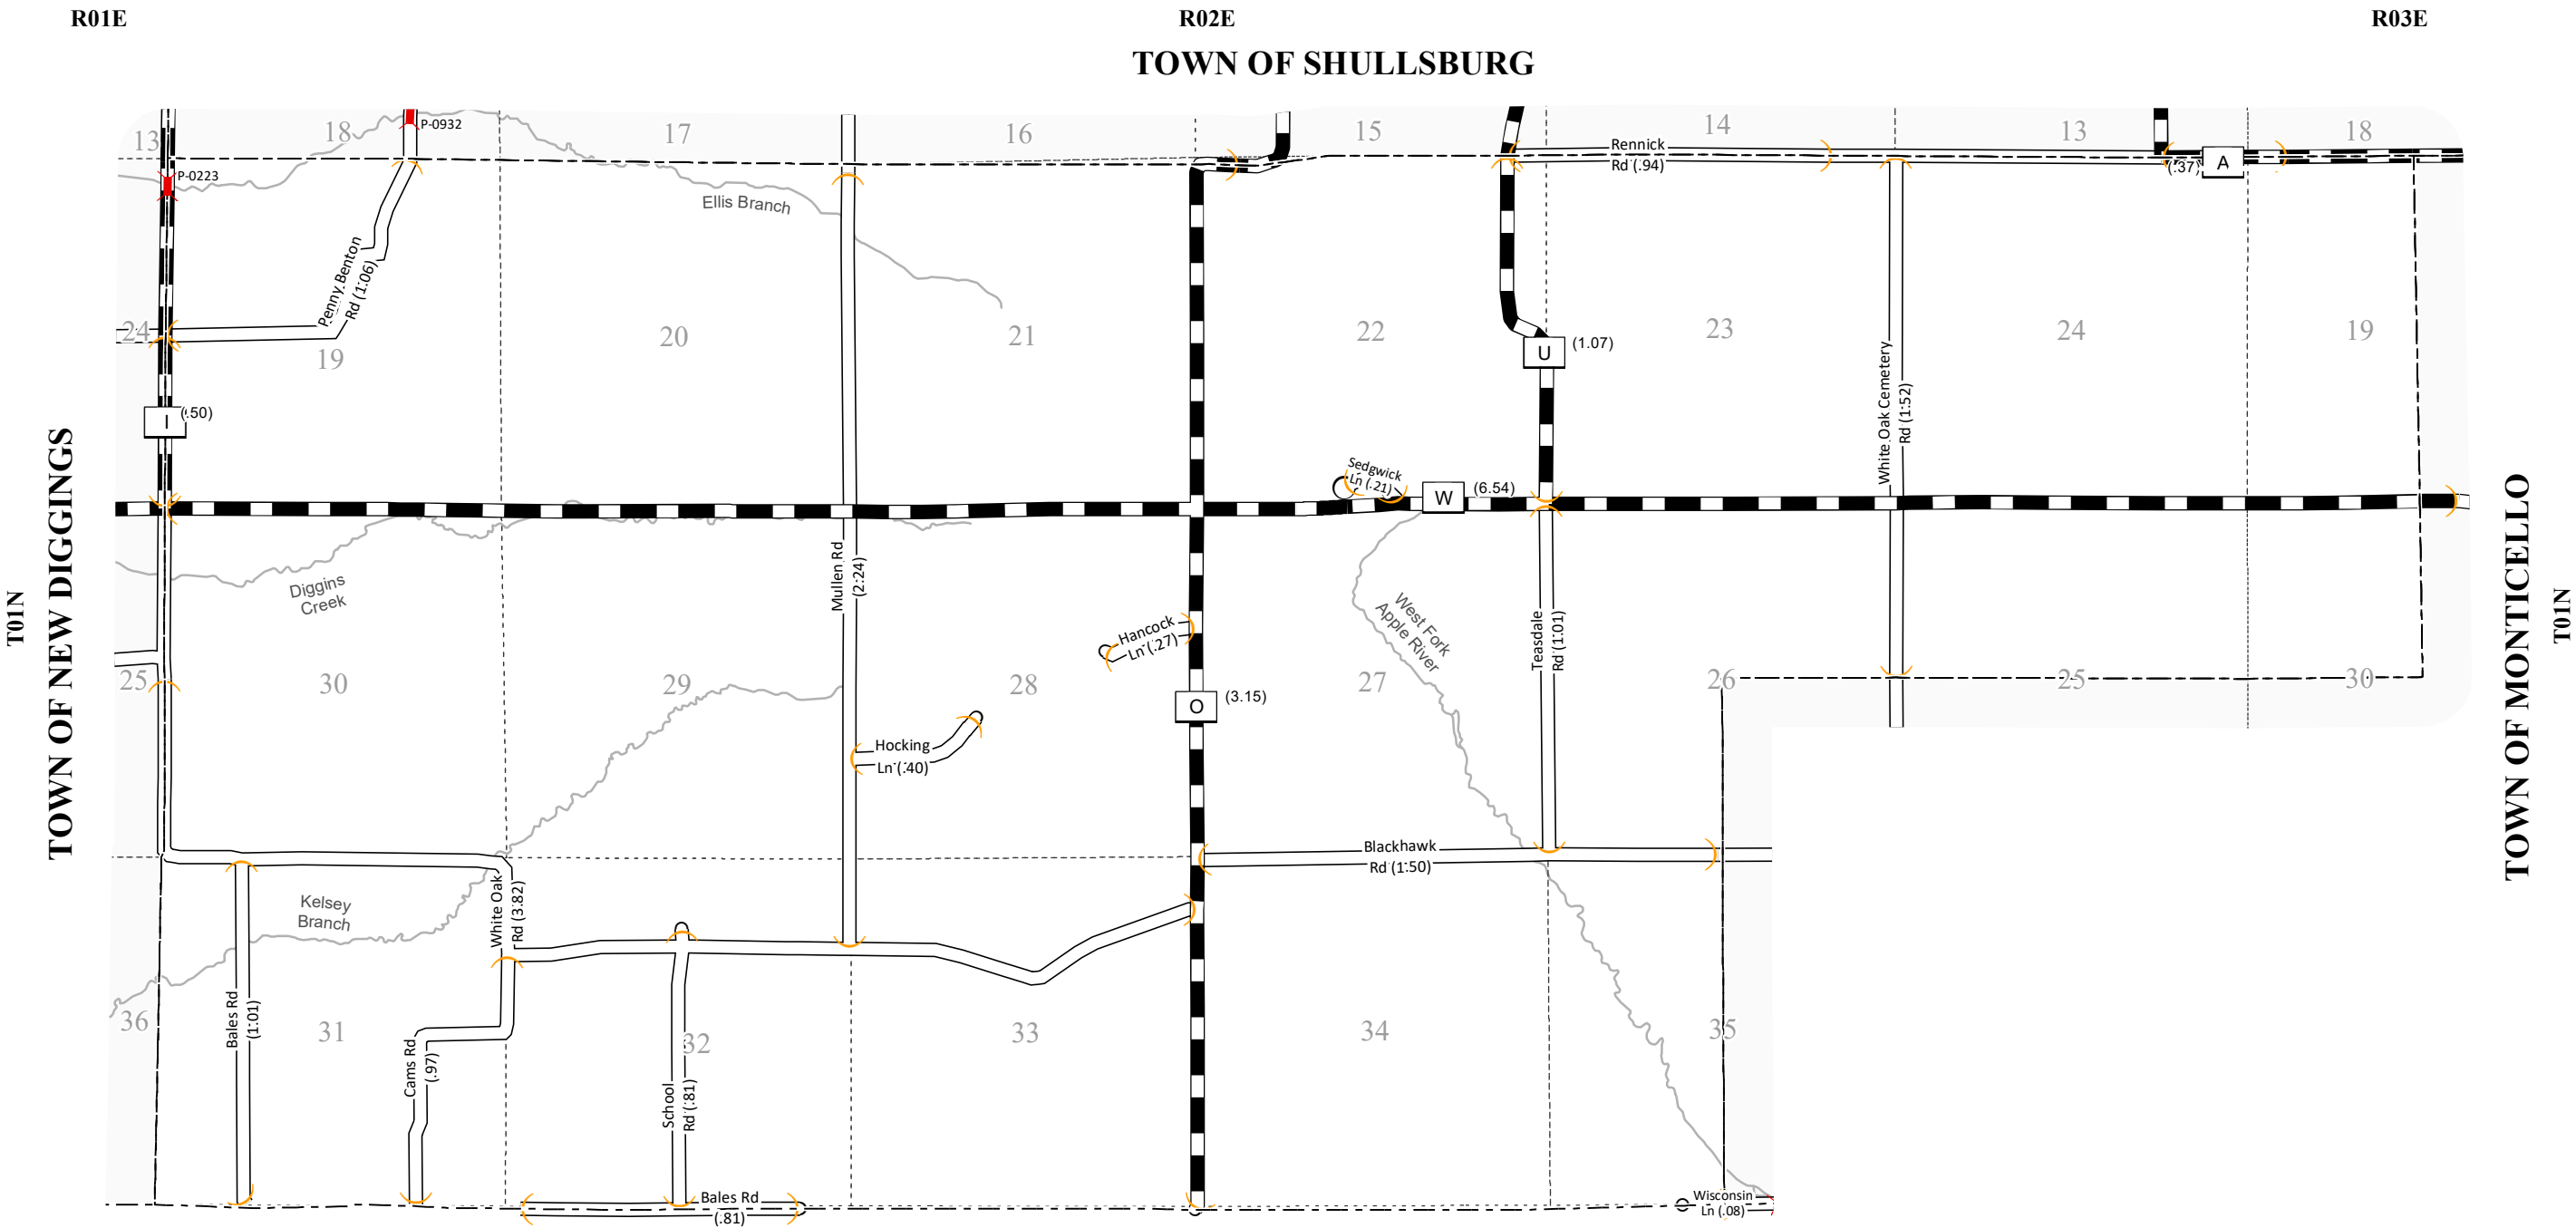 R01E
R02E
R03E
TOWN OF SHULLSBURG
13
18
17
16
15
14
13
18
P-0932
P-0223
Rennick
Rd (.94)
(.37)
A
Ellis Branch
Penny Benton
Rd (1.06)
24
19
20
21
22
23
24
19
U
(1.07)
I
(.50)
White Oak Cemetery
Rd (1.52)
Sedgwick
Ln (.21)
W
(6.54)
T01N
TOWN OF NEW DIGGINGS
TOWN OF MONTICELLO
T01N
Diggins
Creek
Mullen Rd
(2.24)
Hancock
Ln (.27)
West Fork
Apple River
Teasdale
Rd (1.01)
25
30
29
28
27
26
25
30
O
(3.15)
Hocking
Ln (.40)
Blackhawk
Rd (1.50)
Kelsey
Branch
White Oak
Rd (3.82)
36
31
32
33
34
35
Bales Rd
(1.01)
Cams Rd
(.97)
School
Rd (.81)
Bales Rd
(.81)
Wisconsin
Ln (.08)